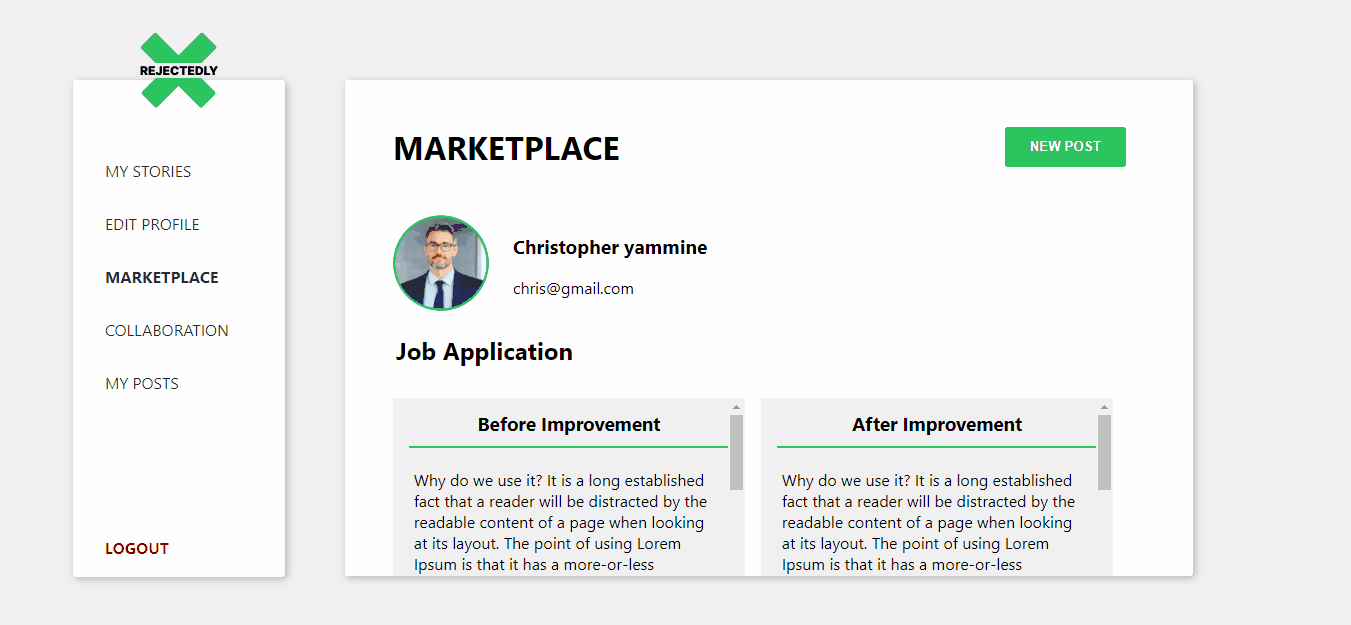 REJECTEDLY
MY STORIES
EDIT PROFILE
MARKETPLACE
COLLABORATION
MY POSTS
LOGOUT
MARKETPLACE
NEW POST
Christopher yammine
chris@gmail.com
Job Application
Before Improvement
Why do we use it? It is a long established
fact that a reader will be distracted by the
readable content of a page when looking
at its layout. The point of using Lorem
Ipsum is that it has a more-or-less
After Improvement
Why do we use it? It is a long established
fact that a reader will be distracted by the
readable content of a page when looking
at its layout. The point of using Lorem
Ipsum is that it has a more-or-less